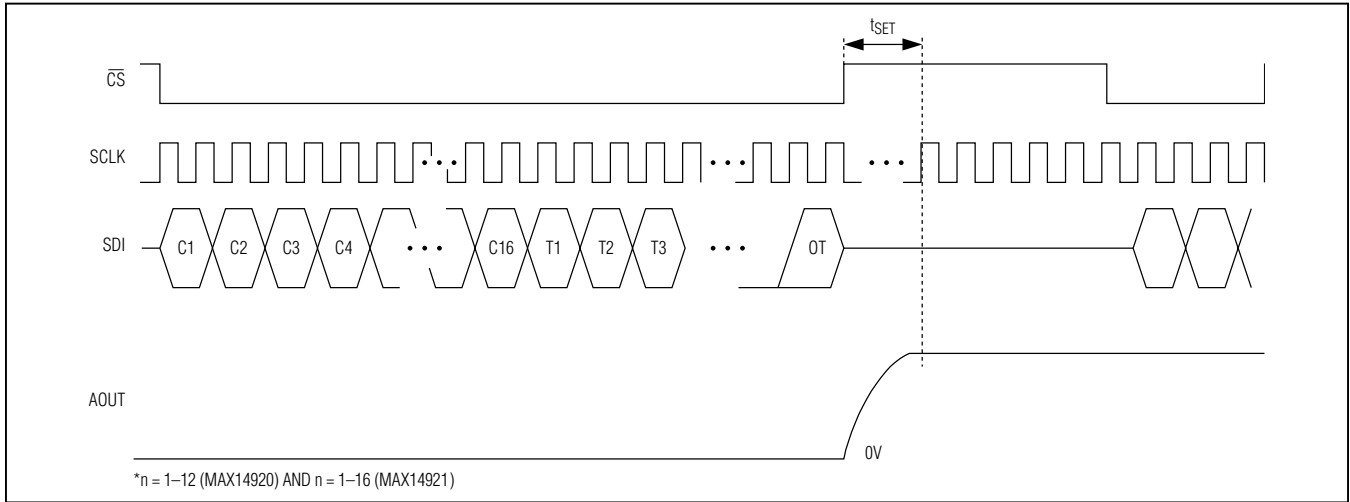 tSET
CS
SCLK
• • •
• • •
• • •
SDI
C1 C2 C3 C4 • • • C16 T1 T2 T3 • • • OT
AOUT
0V
*n = 1–12 (MAX14920) AND n = 1–16 (MAX14921)